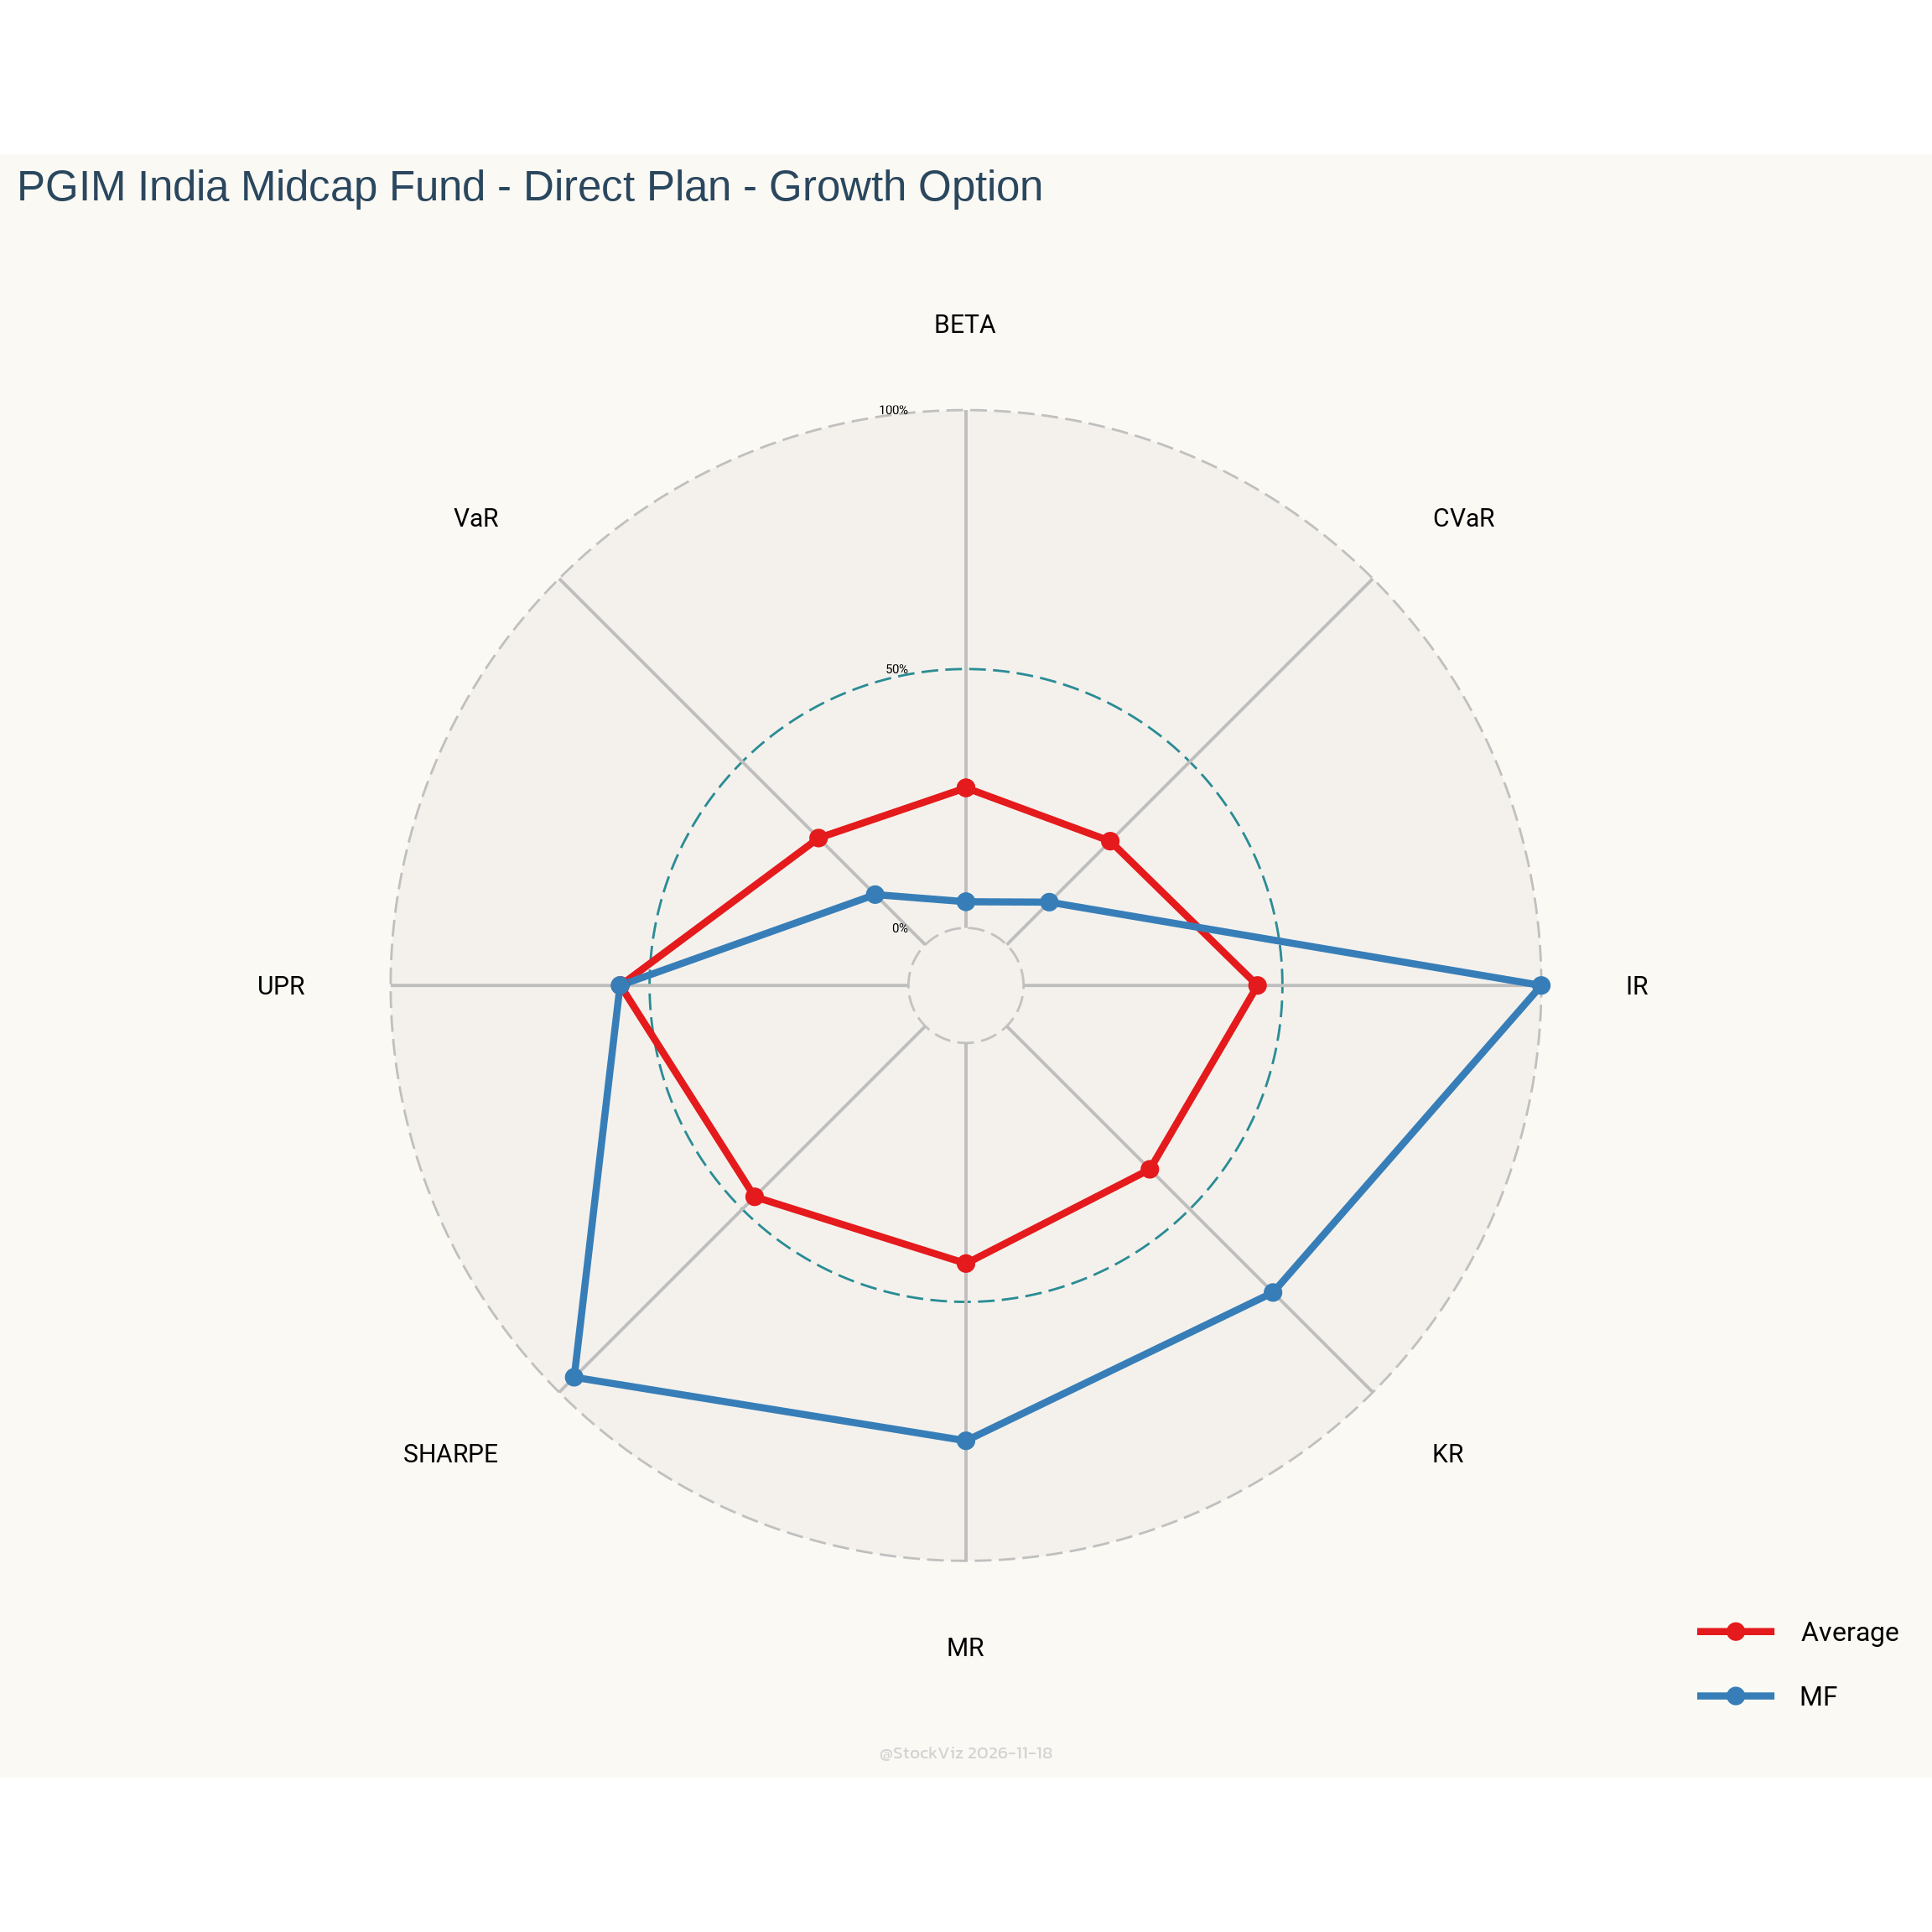 PGIM India Midcap Fund - Direct Plan - Growth Option
BETA
100%
VaR
CVaR
50%
0%
UPR
IR
SHARPE
KR
MR
Average
MF
@StockViz 2026-11-18